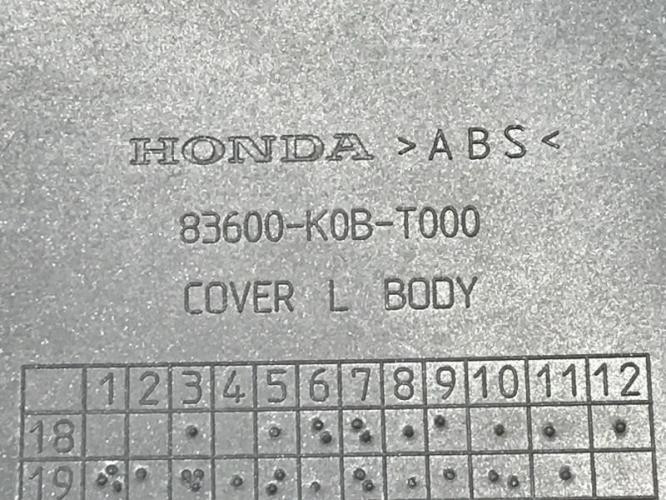 HONDA >ABS<
83600-K0B-T000
COVER L BODY
1 2 3 4 5 6 7 8 9 10 11 12
18
19